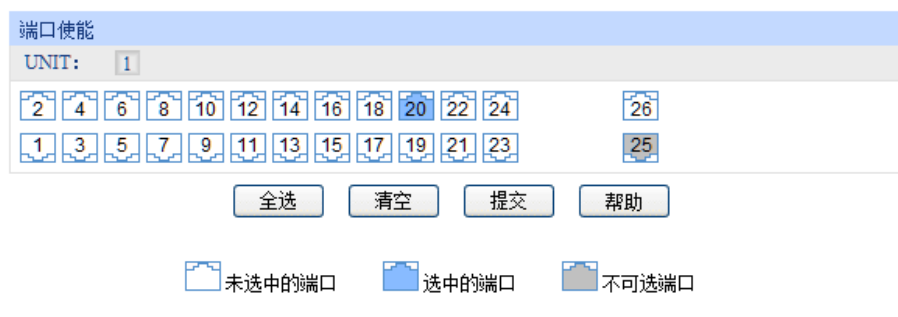 端口使能
UNIT: 1
2 4 6 8 10 12 14 16 18 20 22 24 26
1 3 5 7 9 11 13 15 17 19 21 23 25
全选 清空 提交 帮助
未选中的端口 选中的端口 不可选端口